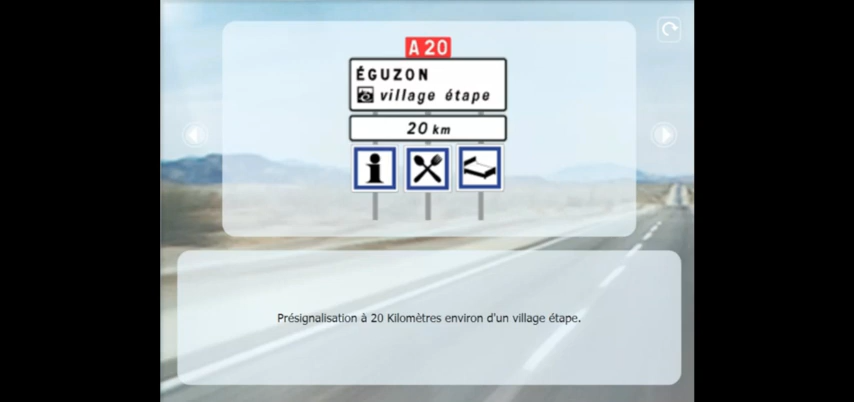 A 20
ÉGUZON
village étape
20 km
Présignalisation à 20 Kilomètres environ d'un village étape.